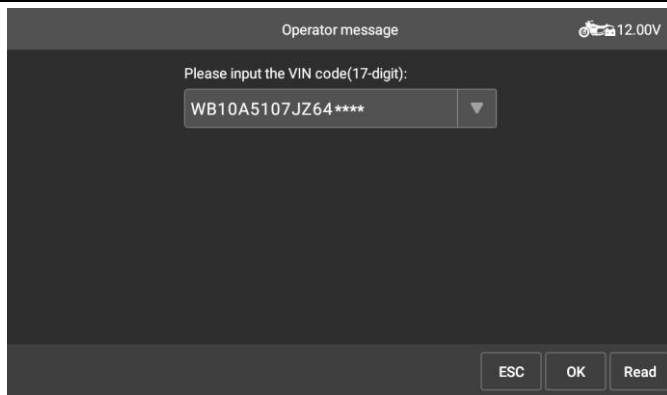 Operator message
12.00V
Please input the VIN code(17-digit):
WB10A5107JZ64****
ESC
OK
Read